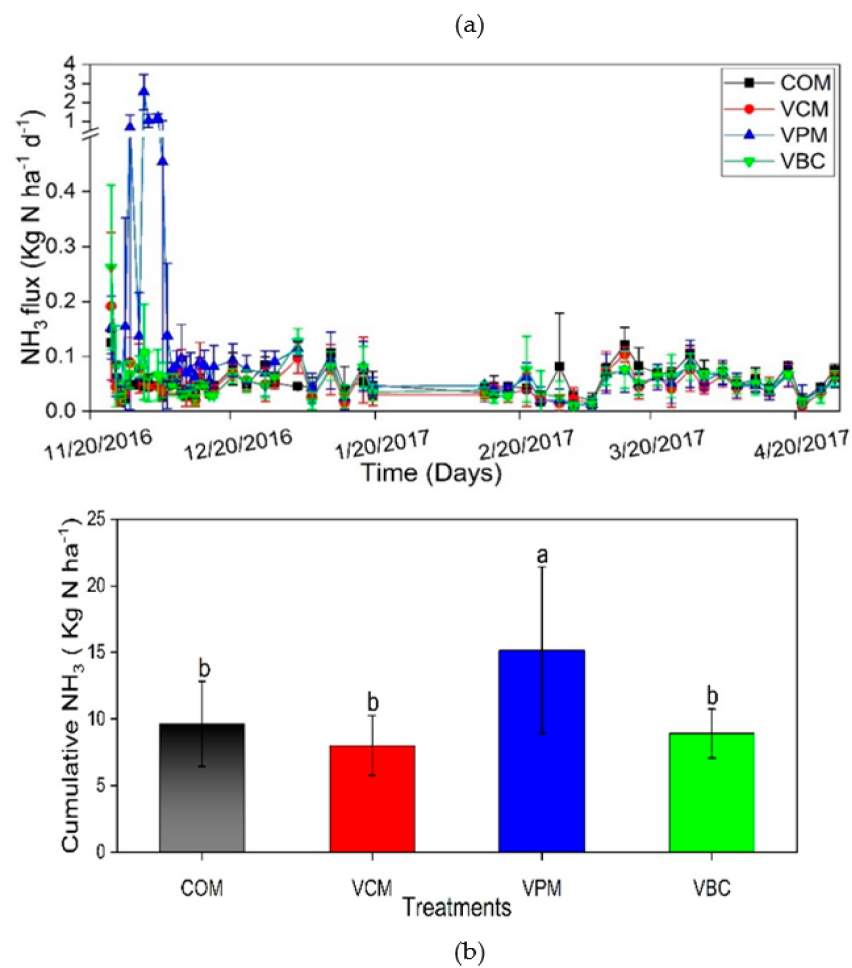 (a)
4
3
2
1
0.4
0.3
0.2
0.1
0.0
NH₃ flux (Kg N ha⁻¹ d⁻¹)
COM
VCM
VPM
VBC
11/20/2016 12/20/2016 1/20/2017 2/20/2017 3/20/2017 4/20/2017
Time (Days)
25
20
15
10
5
0
Cumulative NH₃ ( Kg N ha⁻¹)
b b a b
COM VCM VPM VBC
Treatments
(b)